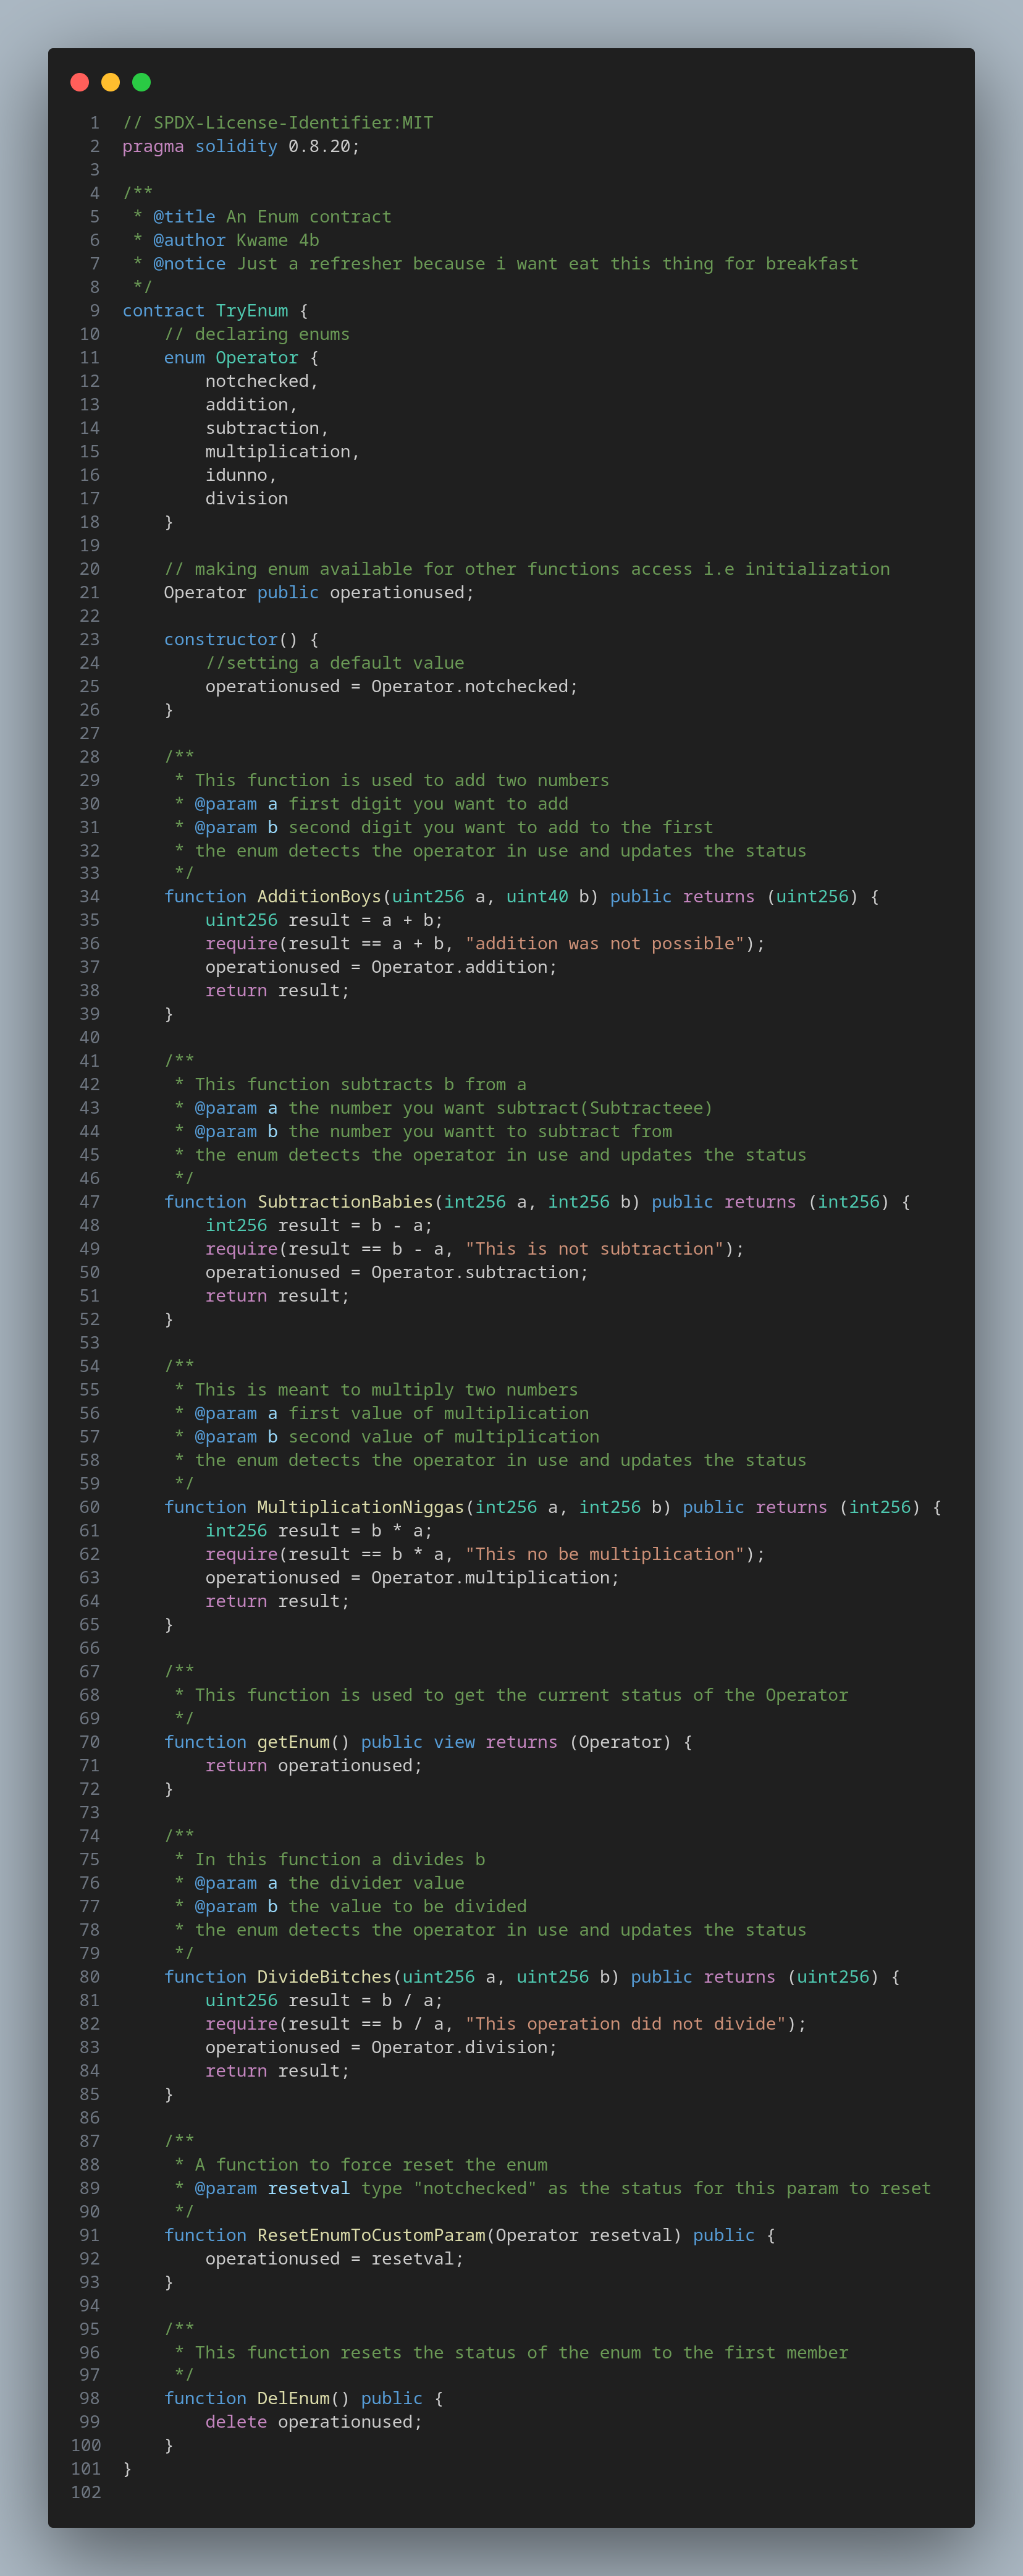 1 // SPDX-License-Identifier:MIT
2 pragma solidity 0.8.20;
3
4 /**
5  * @title An Enum contract
6  * @author Kwame 4b
7  * @notice Just a refresher because i want eat this thing for breakfast
8  */
9 contract TryEnum {
10     // declaring enums
11     enum Operator {
12         notchecked,
13         addition,
14         subtraction,
15         multiplication,
16         idunno,
17         division
18     }
19
20     // making enum available for other functions access i.e initialization
21     Operator public operationused;
22
23     constructor() {
24         //setting a default value
25         operationused = Operator.notchecked;
26     }
27
28     /**
29      * This function is used to add two numbers
30      * @param a first digit you want to add
31      * @param b second digit you want to add to the first
32      * the enum detects the operator in use and updates the status
33      */
34     function AdditionBoys(uint256 a, uint40 b) public returns (uint256) {
35         uint256 result = a + b;
36         require(result == a + b, "addition was not possible");
37         operationused = Operator.addition;
38         return result;
39     }
40
41     /**
42      * This function subtracts b from a
43      * @param a the number you want subtract(Subtracteee)
44      * @param b the number you wantt to subtract from
45      * the enum detects the operator in use and updates the status
46      */
47     function SubtractionBabies(int256 a, int256 b) public returns (int256) {
48         int256 result = b - a;
49         require(result == b - a, "This is not subtraction");
50         operationused = Operator.subtraction;
51         return result;
52     }
53
54     /**
55      * This is meant to multiply two numbers
56      * @param a first value of multiplication
57      * @param b second value of multiplication
58      * the enum detects the operator in use and updates the status
59      */
60     function MultiplicationNiggas(int256 a, int256 b) public returns (int256) {
61         int256 result = b * a;
62         require(result == b * a, "This no be multiplication");
63         operationused = Operator.multiplication;
64         return result;
65     }
66
67     /**
68      * This function is used to get the current status of the Operator
69      */
70     function getEnum() public view returns (Operator) {
71         return operationused;
72     }
73
74     /**
75      * In this function a divides b
76      * @param a the divider value
77      * @param b the value to be divided
78      * the enum detects the operator in use and updates the status
79      */
80     function DivideBitches(uint256 a, uint256 b) public returns (uint256) {
81         uint256 result = b / a;
82         require(result == b / a, "This operation did not divide");
83         operationused = Operator.division;
84         return result;
85     }
86
87     /**
88      * A function to force reset the enum
89      * @param resetval type "notchecked" as the status for this param to reset
90      */
91     function ResetEnumToCustomParam(Operator resetval) public {
92         operationused = resetval;
93     }
94
95     /**
96      * This function resets the status of the enum to the first member
97      */
98     function DelEnum() public {
99         delete operationused;
100     }
101 }
102